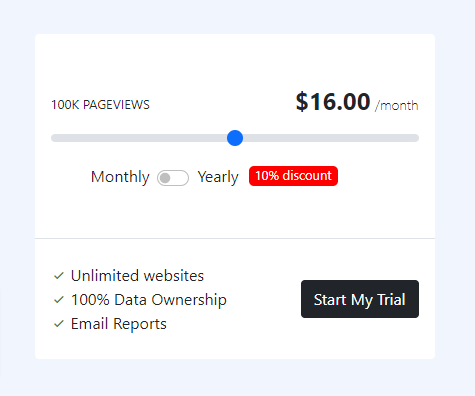 100K PAGEVIEWS $16.00 /month
Monthly Yearly 10% discount
Unlimited websites
100% Data Ownership
Email Reports
Start My Trial